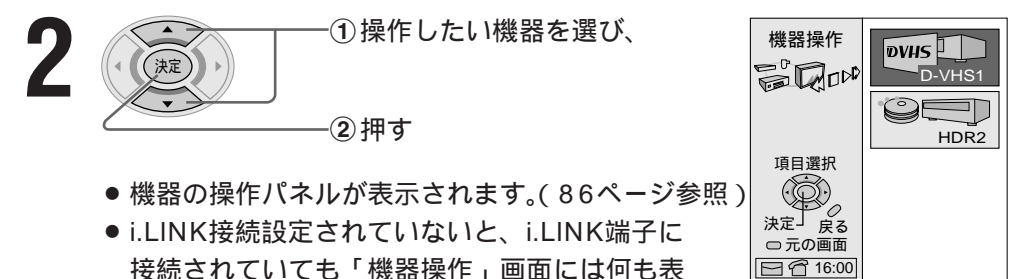 2
決定
①操作したい機器を選び、
②押す
● 機器の操作パネルが表示されます。(86ページ参照)
● i.LINK接続設定されていないと、i.LINK端子に
接続されていても「機器操作」画面には何も表
機器操作
項目選択
決定
戻る
元の画面
16:00
DVHS
D-VHS1
HDR2